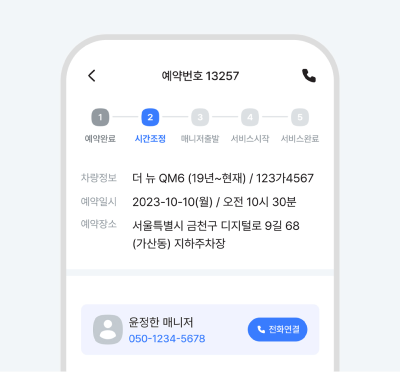 예약번호 13257
1 2 3 4 5
예약완료 시간조정 매니저출발 서비스시작 서비스완료
차량정보 더 뉴 QM6 (19년~현재) / 123가4567
예약일시 2023-10-10(월) / 오전 10시 30분
예약장소 서울특별시 금천구 디지털로 9길 68
(가산동) 지하주차장
윤정한 매니저
050-1234-5678
전화연결